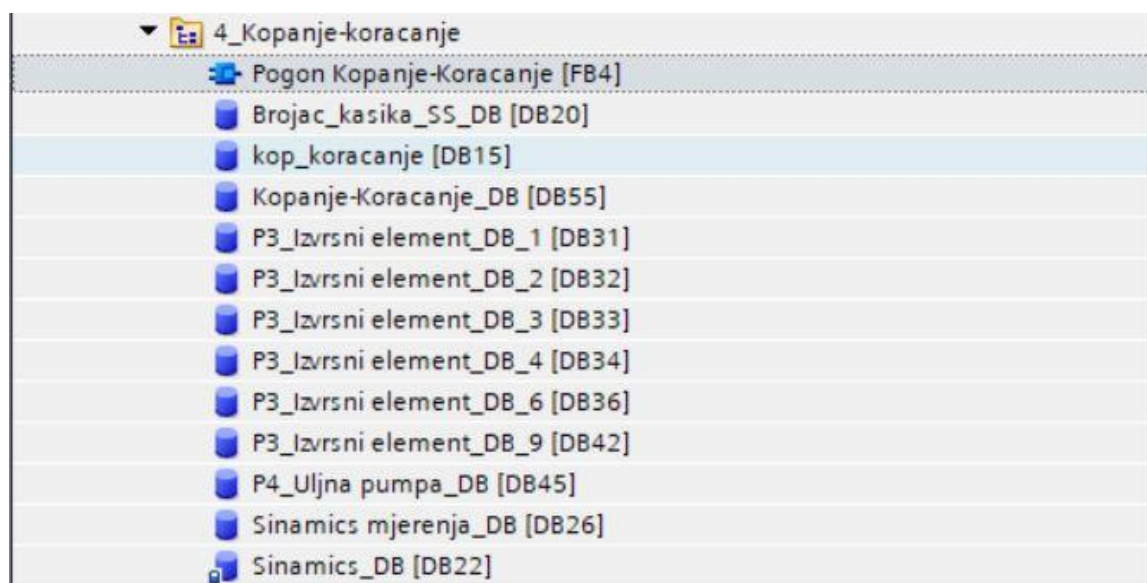 4_Kopanje-koracanje
Pogon Kopanje-Koracanje [FB4]
Brojac_kasika_SS_DB [DB20]
kop_koracanje [DB15]
Kopanje-Koracanje_DB [DB55]
P3_Izvrsni element_DB_1 [DB31]
P3_Izvrsni element_DB_2 [DB32]
P3_Izvrsni element_DB_3 [DB33]
P3_Izvrsni element_DB_4 [DB34]
P3_Izvrsni element_DB_6 [DB36]
P3_Izvrsni element_DB_9 [DB42]
P4_Uljna pumpa_DB [DB45]
Sinamics mjerenja_DB [DB26]
Sinamics_DB [DB22]